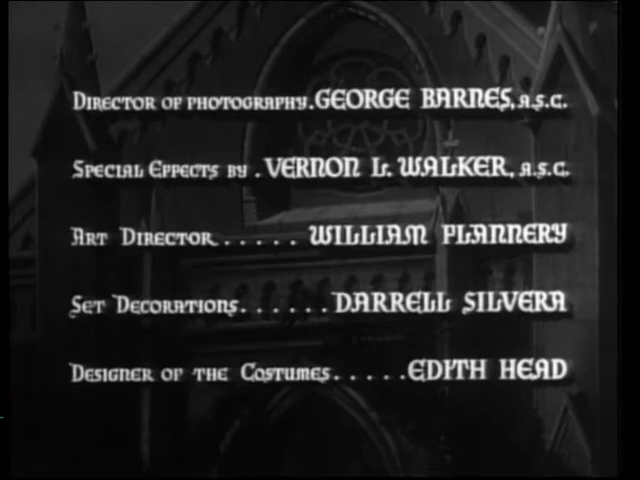 Director of photography.GEORGE BARNES, A.S.C.
Special Effects by .VERNON L. WALKER, A.S.C.
Art Director..... WILLIAM FLANNERY
Set Decorations......DARRELL SILVERA
Designer of the Costumes.....EDITH HEAD